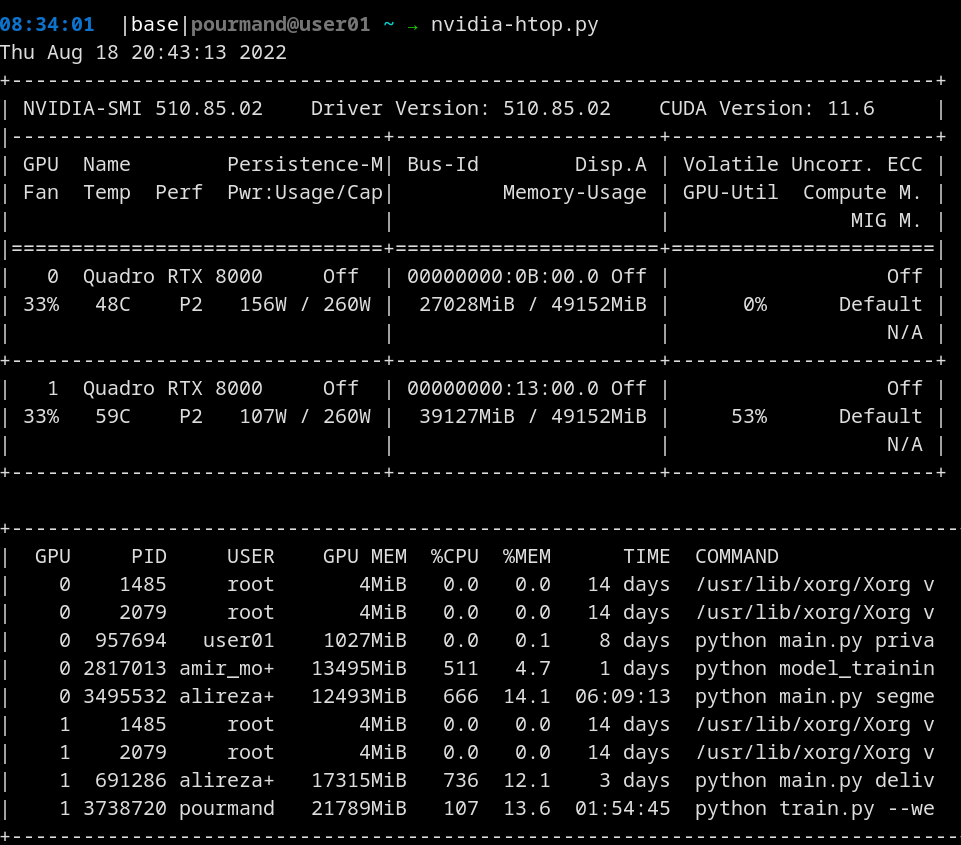 08:34:01  |base|pourmand@user01 ~ → nvidia-htop.py
Thu Aug 18 20:43:13 2022
+-----------------------------------------------------------------------------+
| NVIDIA-SMI 510.85.02    Driver Version: 510.85.02    CUDA Version: 11.6     |
|-------------------------------+----------------------+----------------------+
| GPU  Name        Persistence-M| Bus-Id        Disp.A | Volatile Uncorr. ECC |
| Fan  Temp  Perf  Pwr:Usage/Cap|         Memory-Usage | GPU-Util  Compute M. |
|                               |                      |               MIG M. |
|===============================+======================+======================|
|   0  Quadro RTX 8000     Off  | 00000000:0B:00.0 Off |                  Off |
| 33%   48C    P2   156W / 260W |  27028MiB / 49152MiB |      0%      Default |
|                               |                      |                  N/A |
+-------------------------------+----------------------+----------------------+
|   1  Quadro RTX 8000     Off  | 00000000:13:00.0 Off |                  Off |
| 33%   59C    P2   107W / 260W |  39127MiB / 49152MiB |     53%      Default |
|                               |                      |                  N/A |
+-------------------------------+----------------------+----------------------+
+-------------------------------------------------------------------------------
|  GPU     PID     USER    GPU MEM  %CPU  %MEM      TIME  COMMAND
|    0    1485     root       4MiB   0.0   0.0   14 days  /usr/lib/xorg/Xorg v
|    0    2079     root       4MiB   0.0   0.0   14 days  /usr/lib/xorg/Xorg v
|    0  957694   user01    1027MiB   0.0   0.1    8 days  python main.py priva
|    0 2817013 amir_mo+   13495MiB   511   4.7    1 days  python model_trainin
|    0 3495532 alireza+   12493MiB   666  14.1  06:09:13  python main.py segme
|    1    1485     root       4MiB   0.0   0.0   14 days  /usr/lib/xorg/Xorg v
|    1    2079     root       4MiB   0.0   0.0   14 days  /usr/lib/xorg/Xorg v
|    1  691286 alireza+   17315MiB   736  12.1    3 days  python main.py deliv
|    1 3738720 pourmand   21789MiB   107  13.6  01:54:45  python train.py --we
+-------------------------------------------------------------------------------